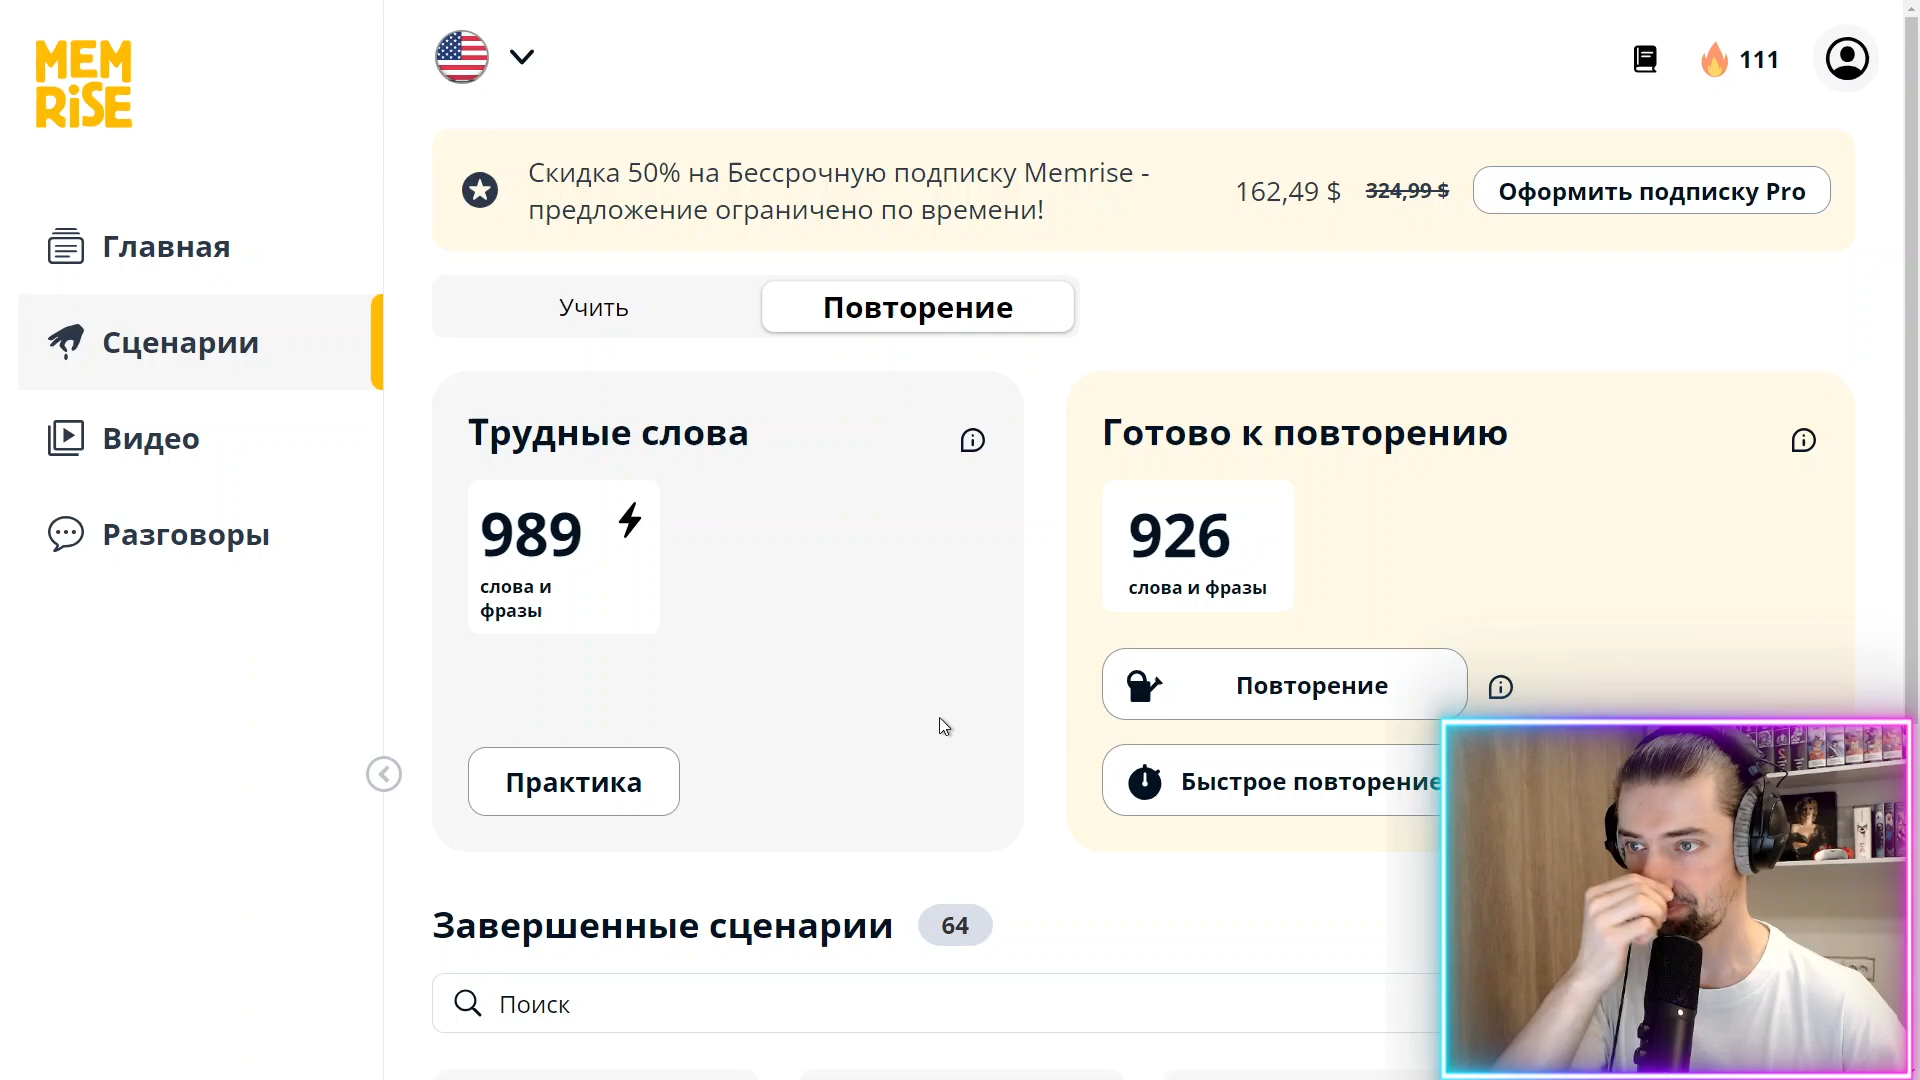 MEM
RiSE
111
Скидка 50% на Бессрочную подписку Memrise -
предложение ограничено по времени!
162,49 $ 324,99 $ Оформить подписку Pro
Главная
Сценарии
Видео
Разговоры
Учить Повторение
Трудные слова
989
слова и
фразы
Практика
Готово к повторению
926
слова и фразы
Повторение
Быстрое повторение
Завершенные сценарии 64
Поиск